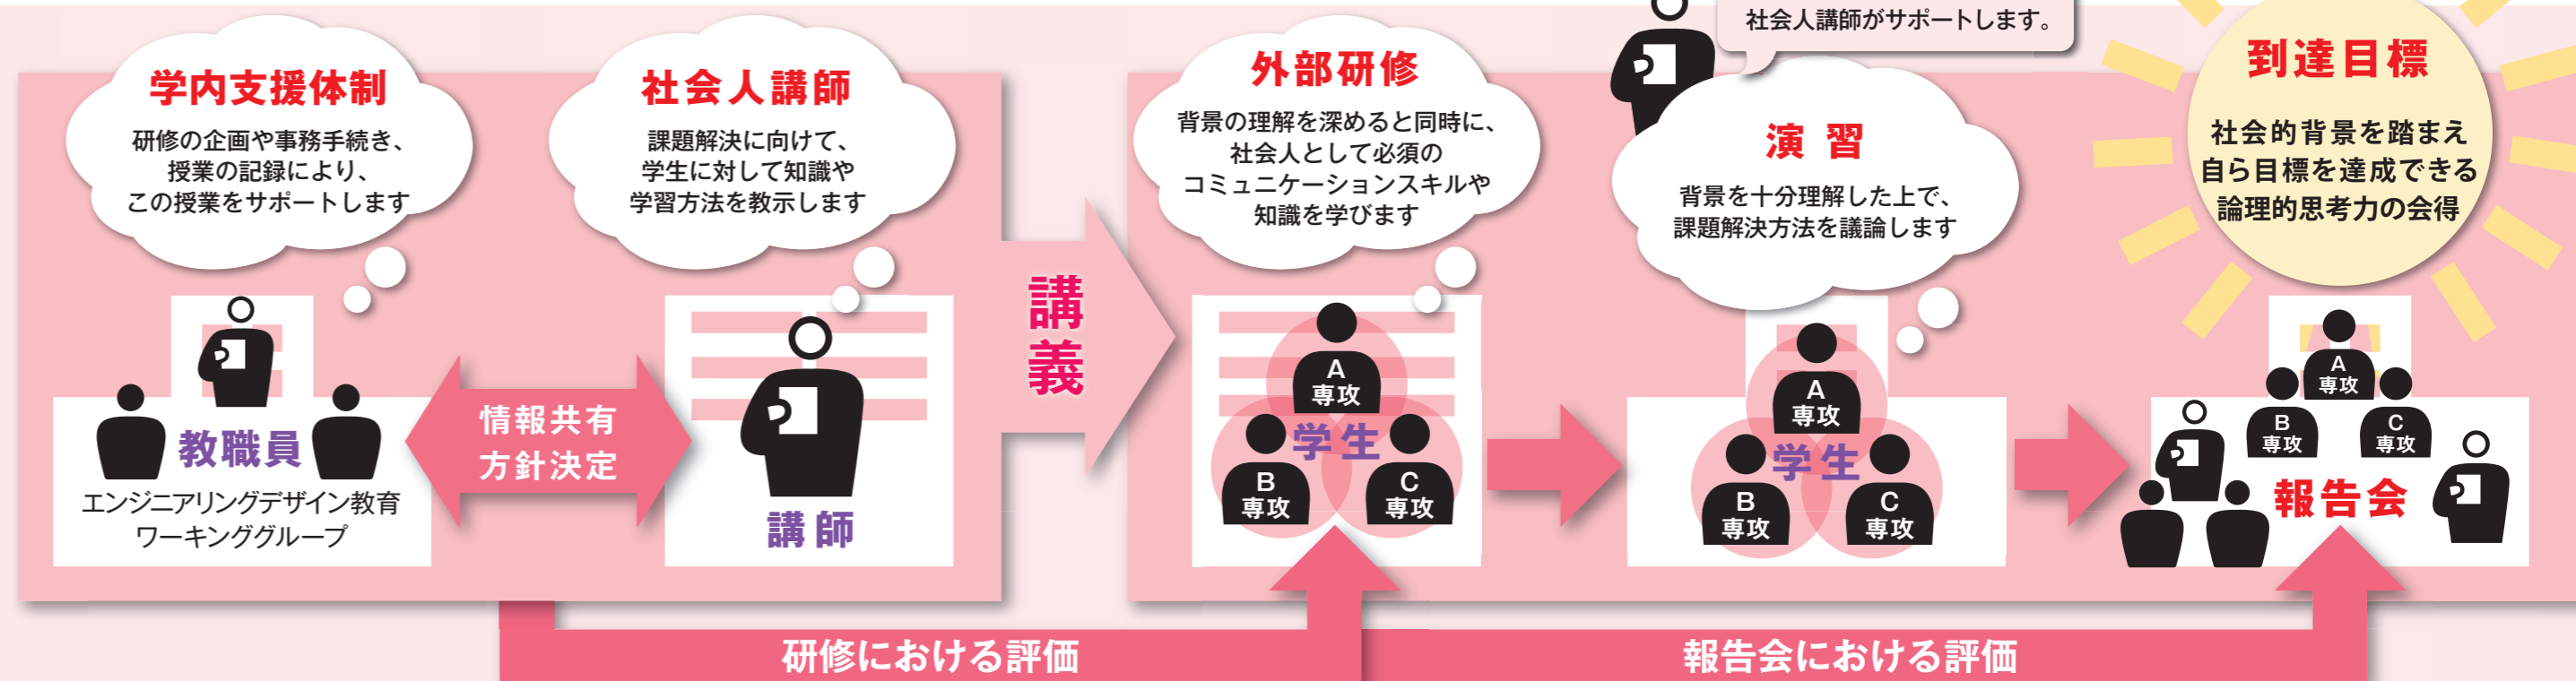 学内支援体制
研修の企画や事務手続き、
授業の記録により、
この授業をサポートします
教職員
エンジニアリングデザイン教育
ワーキンググループ
情報共有
方針決定
社会人講師
課題解決に向けて、
学生に対して知識や
学習方法を教示します
講師
講義
外部研修
背景の理解を深めると同時に、
社会人として必須の
コミュニケーションスキルや
知識を学びます
A
専攻
学生
B
専攻
C
専攻
社会人講師がサポートします。
演習
背景を十分理解した上で、
課題解決方法を議論します
A
専攻
学生
B
専攻
C
専攻
到達目標
社会的背景を踏まえ
自ら目標を達成できる
論理的思考力の会得
A
専攻
B
専攻
C
専攻
報告会
研修における評価
報告会における評価